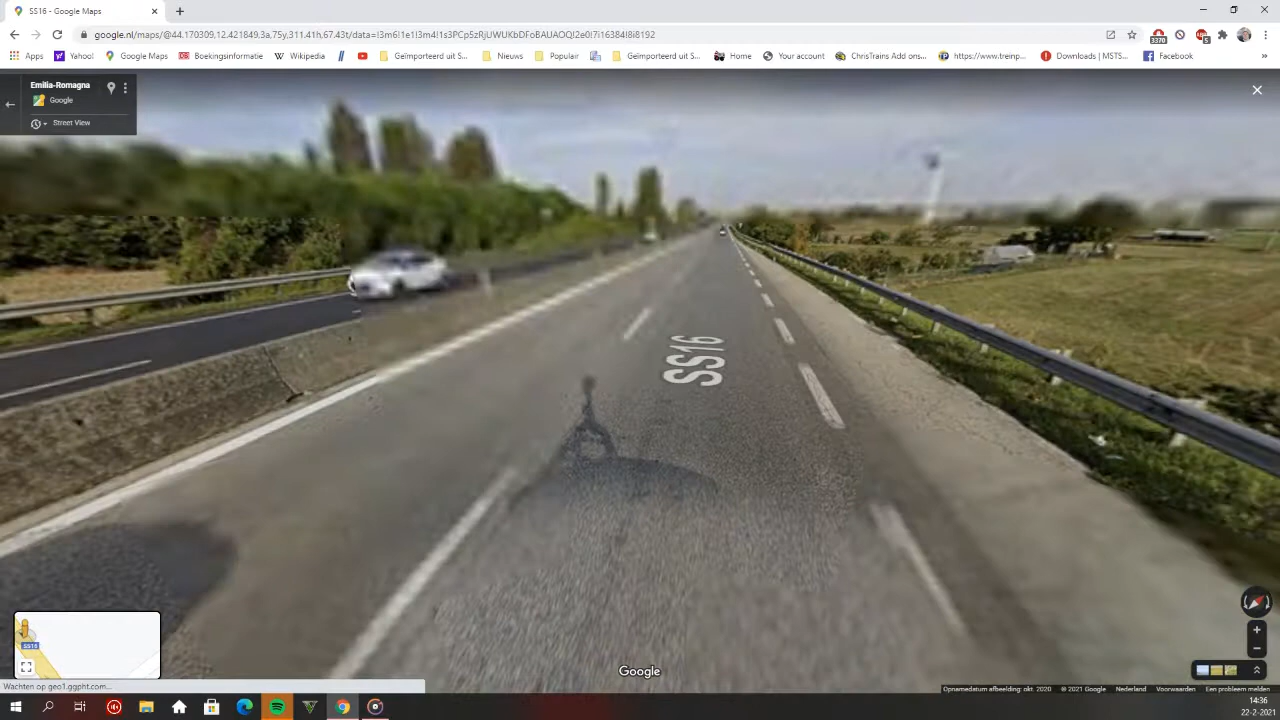 SS16 - Google Maps
google.nl/maps/@44.170309,12.421849,3a,75y,311.41h,67.43t/data=!3m6!1e1!3m4!1s3PCp5zRjUWUKbDFoBAUAOQ!2e0!7i16384!8i8192
3370
5
Apps Yahoo! Google Maps Boekingsinformatie Wikipedia Geïmporteerd uit Nieuws Populair Geïmporteerd uit S... Home Your account ChrisTrains Add ons... https://www.treinp... Downloads | MSTS... Facebook »
Emilia-Romagna
Google
Street View
SS16
SS16
Google
Wachten op geo1.ggpht.com...
Opnamedatum afbeelding: okt. 2020 © 2021 Google Nederland Voorwaarden Een probleem melden
14:36
22-2-2021